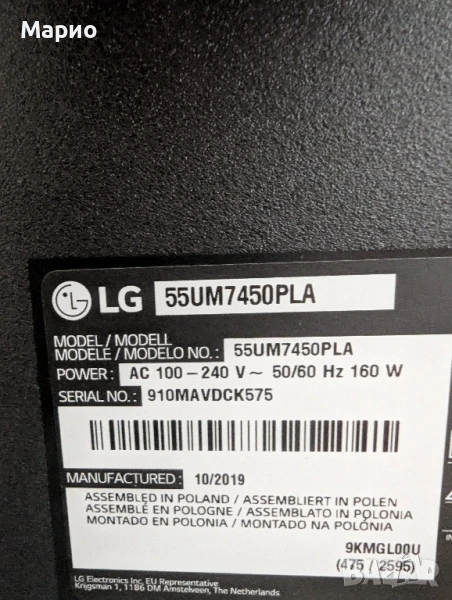 Марио
LG 55UM7450PLA
MODEL / MODELL
MODÈLE / MODELO NO. : 55UM7450PLA
POWER : AC 100 – 240 V ~ 50/60 Hz 160 W
SERIAL NO. : 910MAVDCK575
MANUFACTURED : 10/2019
ASSEMBLED IN POLAND / ASSEMBLIERT IN POLEN
ASSEMBLÉ EN POLOGNE / ASSEMBLATO IN POLONIA
MONTADO EN POLONIA / MONTADO NA POLÓNIA
9KMGL00U
(475 / 2595)
LG Electronics Inc. EU Representative
Krijgsman 1, 1186 DM Amstelveen, The Netherlands
BAZAR